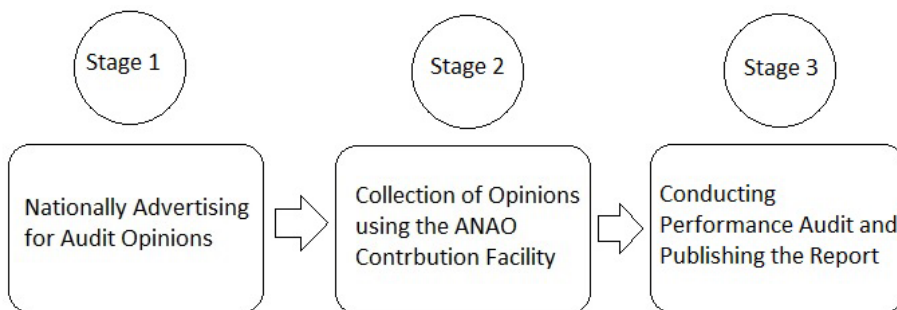 Stage 1
Stage 2
Stage 3
Nationally Advertising
for Audit Opinions
Collection of Opinions
using the ANAO
Contrbution Facility
Conducting
Performance Audit and
Publishing the Report